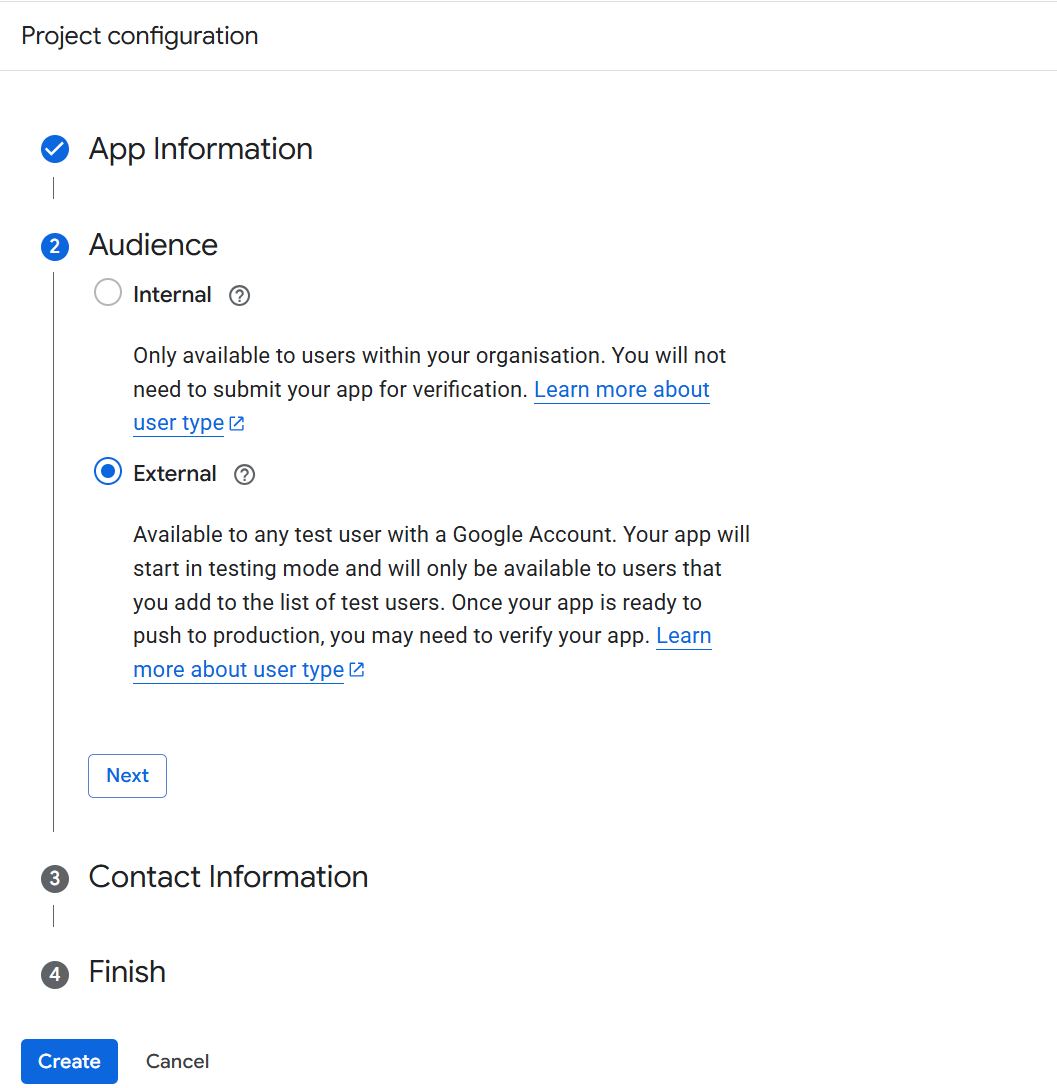 Project configuration
App Information
2 Audience
Internal
Only available to users within your organisation. You will not
need to submit your app for verification. Learn more about
user type
External
Available to any test user with a Google Account. Your app will
start in testing mode and will only be available to users that
you add to the list of test users. Once your app is ready to
push to production, you may need to verify your app. Learn
more about user type
Next
3 Contact Information
4 Finish
Create Cancel